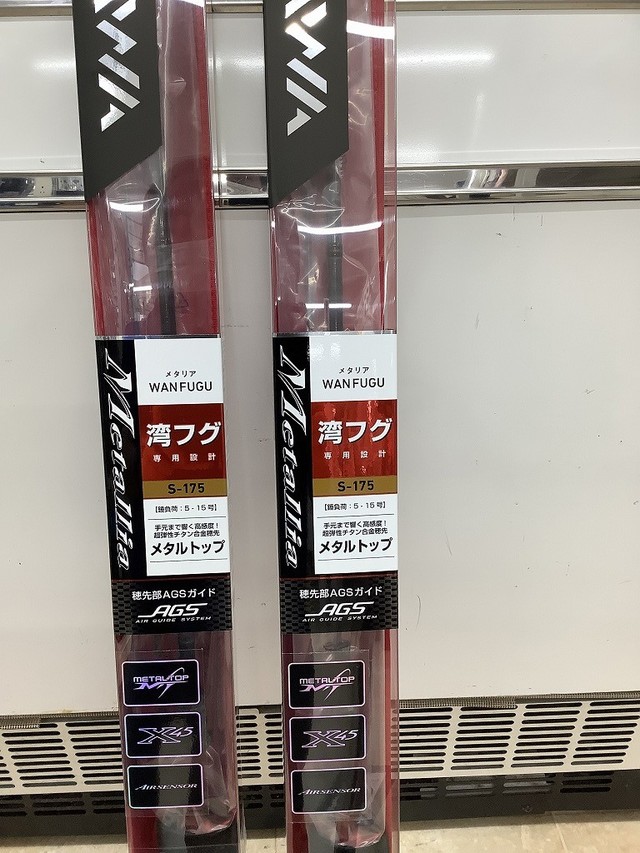 DAIWA
Metallia
メタリア
WAN FUGU
湾フグ
専用設計
S-175
【錘負荷：5 - 15号】
手元まで響く高感度！
超弾性チタン合金穂先
メタルトップ
穂先部AGSガイド
AGS
AIR GUIDE SYSTEM
METALTOP
MT
X45
AIRSENSOR
DAIWA
Metallia
メタリア
WAN FUGU
湾フグ
専用設計
S-175
【錘負荷：5 - 15号】
手元まで響く高感度！
超弾性チタン合金穂先
メタルトップ
穂先部AGSガイド
AGS
AIR GUIDE SYSTEM
METALTOP
MT
X45
AIRSENSOR